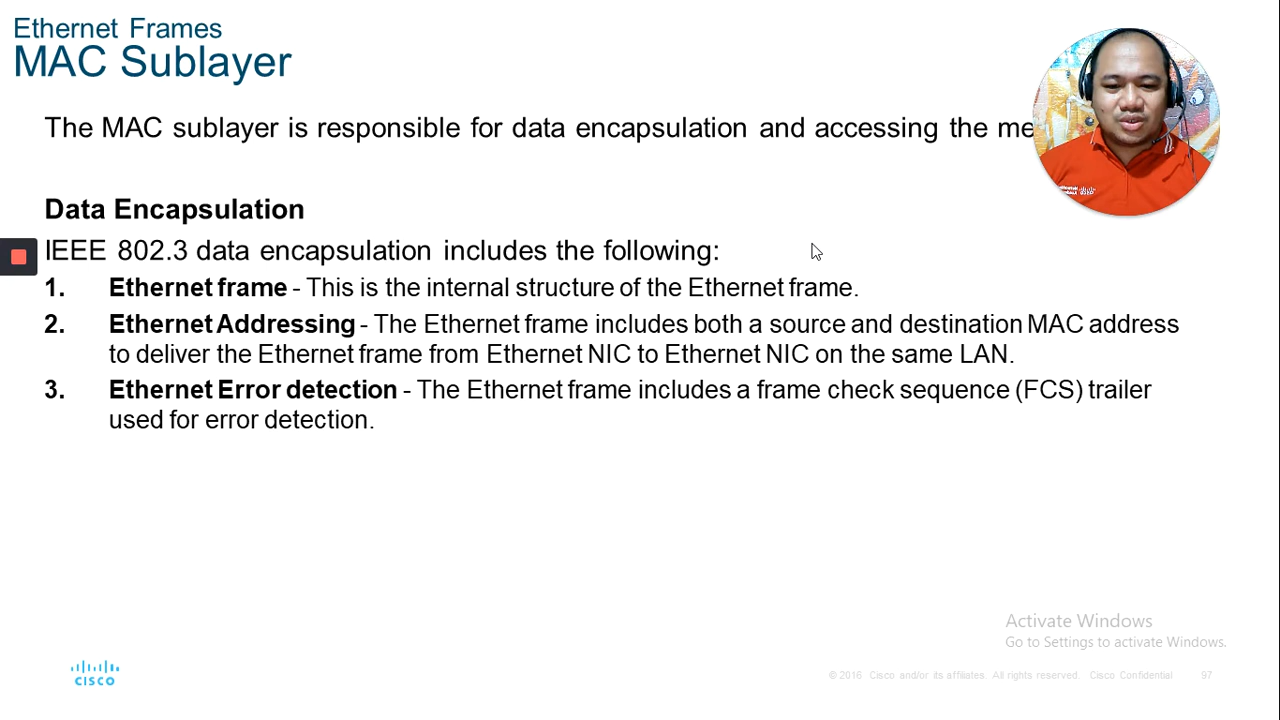 Ethernet Frames
MAC Sublayer
The MAC sublayer is responsible for data encapsulation and accessing the
Data Encapsulation
IEEE 802.3 data encapsulation includes the following:
1. Ethernet frame - This is the internal structure of the Ethernet frame.
2. Ethernet Addressing - The Ethernet frame includes both a source and destination MAC address
to deliver the Ethernet frame from Ethernet NIC to Ethernet NIC on the same LAN.
3. Ethernet Error detection - The Ethernet frame includes a frame check sequence (FCS) trailer
used for error detection.
Activate Windows
Go to Settings to activate Windows.
CISCO
© 2016 Cisco and/or its affiliates. All rights reserved. Cisco Confidential 97